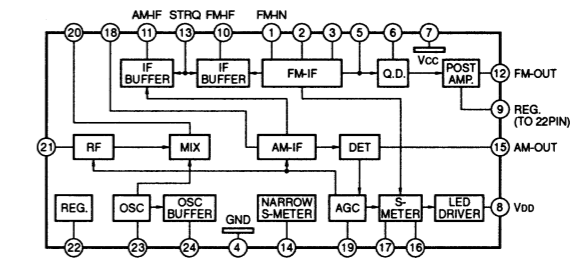 AM-IF STRQ FM-IF FM-IN
20 18 11 13 10 1 2 3 5 6 7
VCC
IF BUFFER
IF BUFFER
FM-IF
Q.D.
POST AMP.
12 FM-OUT
9 REG. (TO 22PIN)
21 RF MIX AM-IF DET 15 AM-OUT
REG.
OSC
OSC BUFFER
GND
NARROW S-METER
AGC
S-METER
LED DRIVER
8 VDD
22 23 24 4 14 19 17 16